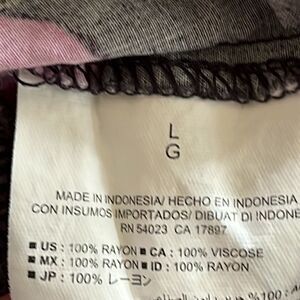 L
G
MADE IN INDONESIA/ HECHO EN INDONESIA
CON INSUMOS IMPORTADOS/ DIBUAT DI INDONE
RN 54023 CA 17897
■ US : 100% RAYON ■ CA : 100% VISCOSE
■ MX : 100% RAYON ■ ID : 100% RAYON
■ JP : 100% レーヨン
100%